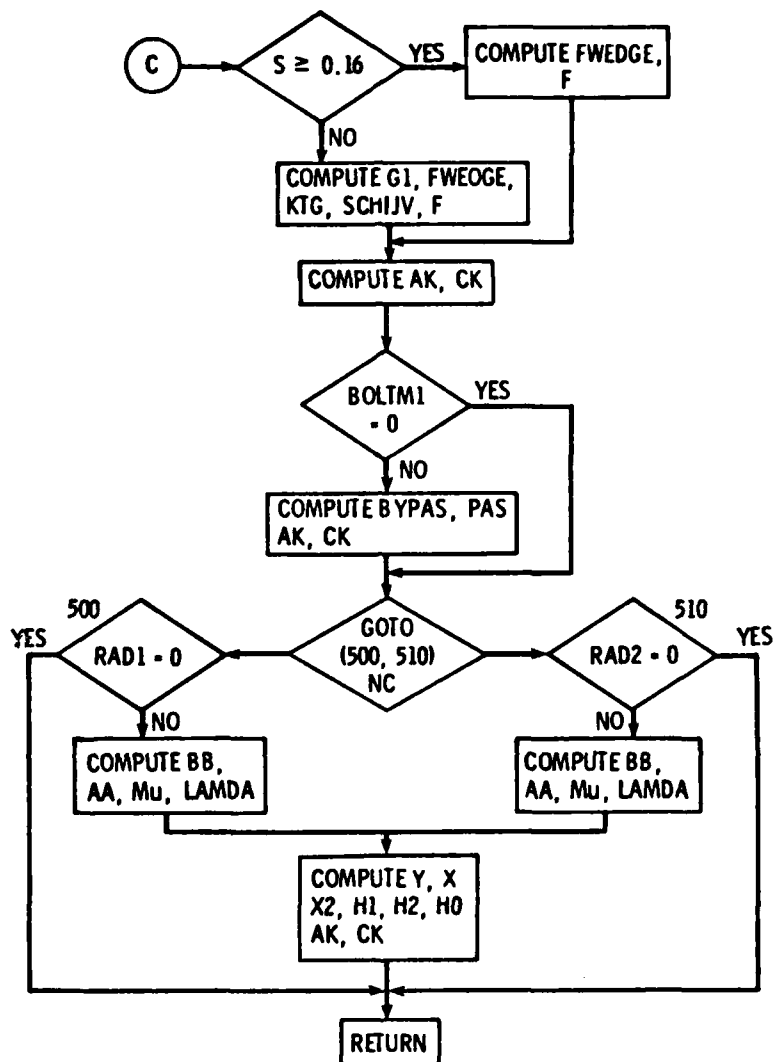 C
S ≥ 0.16
YES
COMPUTE FWEDGE,
F
NO
COMPUTE G1, FWEOGE,
KTG, SCHIJV, F
COMPUTE AK, CK
BOLTM1
= 0
YES
NO
COMPUTE BYPAS, PAS
AK, CK
500
YES
RAD1 = 0
GOTO
(500, 510)
NC
510
RAD2 = 0
YES
NO
NO
COMPUTE BB,
AA, Mu, LAMDA
COMPUTE BB,
AA, Mu, LAMDA
COMPUTE Y, X
X2, H1, H2, H0
AK, CK
RETURN